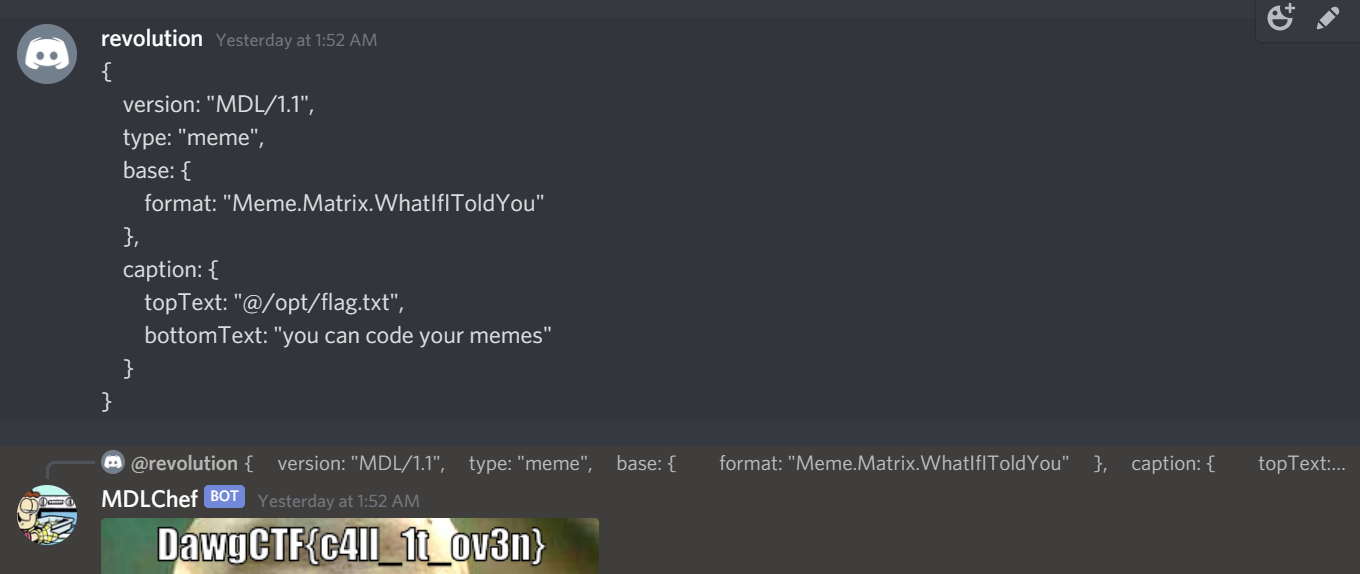 revolution Yesterday at 1:52 AM
{
version: "MDL/1.1",
type: "meme",
base: {
format: "Meme.Matrix.WhatIfIToldYou"
},
caption: {
topText: "@/opt/flag.txt",
bottomText: "you can code your memes"
}
}
@revolution { version: "MDL/1.1", type: "meme", base: { format: "Meme.Matrix.WhatIfIToldYou" }, caption: { topText:...
MDLChef BOT Yesterday at 1:52 AM
DawgCTF{c4ll_1t_ov3n}